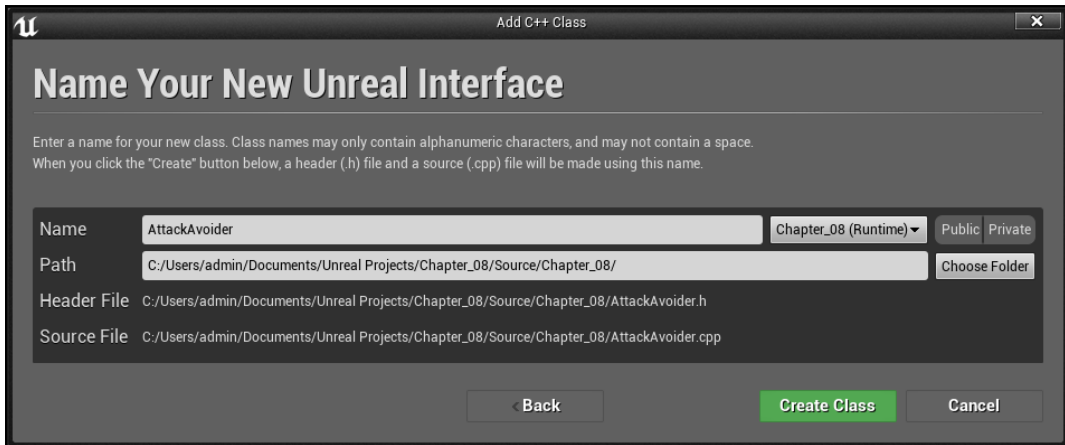 Add C++ Class
Name Your New Unreal Interface
Enter a name for your new class. Class names may only contain alphanumeric characters, and may not contain a space.
When you click the "Create" button below, a header (.h) file and a source (.cpp) file will be made using this name.
Name AttackAvoider Chapter_08 (Runtime) Public Private
Path C:/Users/admin/Documents/Unreal Projects/Chapter_08/Source/Chapter_08/ Choose Folder
Header File C:/Users/admin/Documents/Unreal Projects/Chapter_08/Source/Chapter_08/AttackAvoider.h
Source File C:/Users/admin/Documents/Unreal Projects/Chapter_08/Source/Chapter_08/AttackAvoider.cpp
Back Create Class Cancel